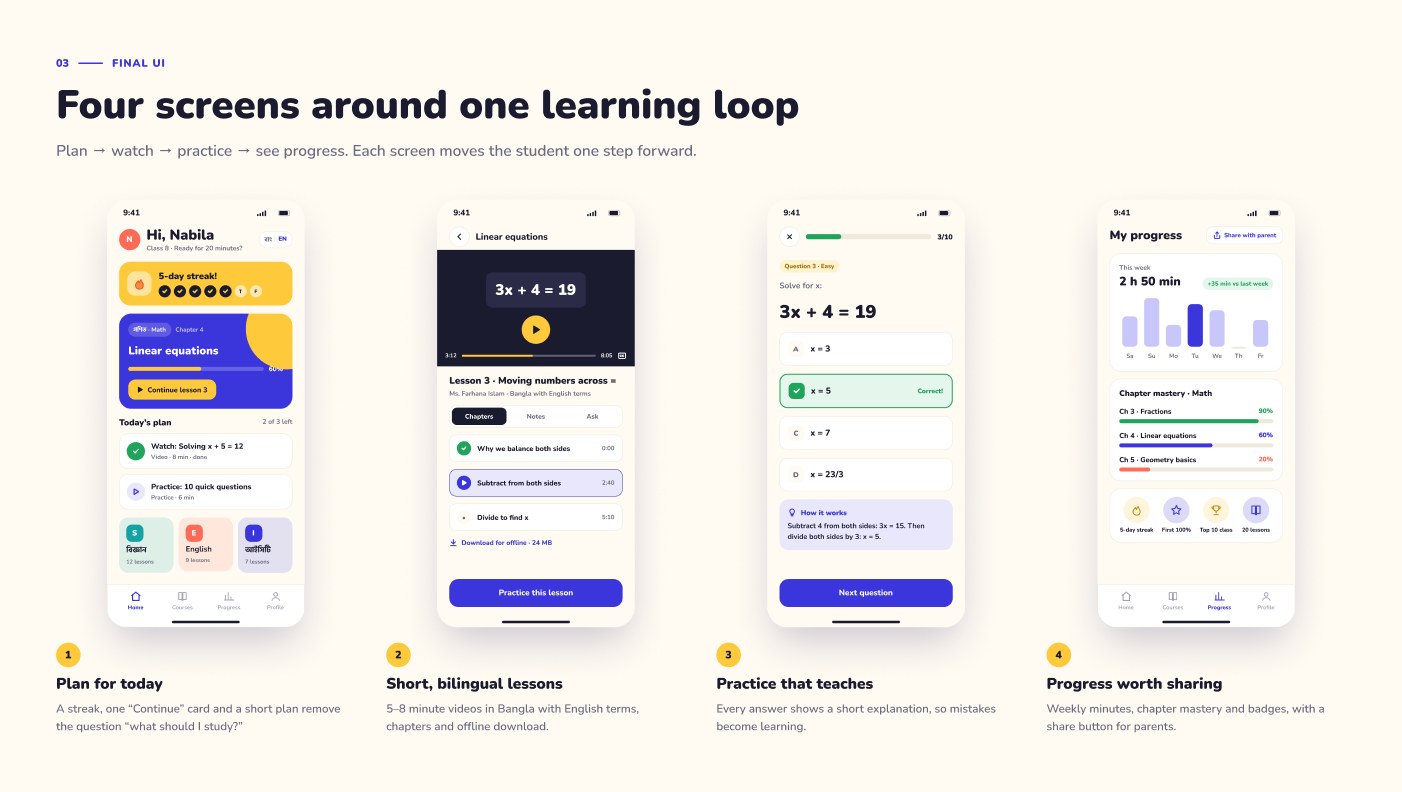 03 — FINAL UI
Four screens around one learning loop
Plan → watch → practice → see progress. Each screen moves the student one step forward.
9:41
N
Hi, Nabila
Class 8 · Ready for 20 minutes?
বাং EN
5-day streak!
T F
গণিত · Math Chapter 4
Linear equations
60%
Continue lesson 3
Today's plan 2 of 3 left
Watch: Solving x + 5 = 12
Video · 8 min · done
Practice: 10 quick questions
Practice · 6 min
S
বিজ্ঞান
12 lessons
E
English
9 lessons
I
আইসিটি
7 lessons
Home Courses Progress Profile
1
Plan for today
A streak, one “Continue” card and a short plan remove
the question “what should I study?”
9:41
Linear equations
3x + 4 = 19
3:12 8:05
Lesson 3 · Moving numbers across =
Ms. Farhana Islam · Bangla with English terms
Chapters Notes Ask
Why we balance both sides 0:00
Subtract from both sides 2:40
Divide to find x 5:10
Download for offline · 24 MB
Practice this lesson
2
Short, bilingual lessons
5–8 minute videos in Bangla with English terms,
chapters and offline download.
9:41
3/10
Question 3 · Easy
Solve for x:
3x + 4 = 19
A x = 3
x = 5 Correct!
C x = 7
D x = 23/3
How it works
Subtract 4 from both sides: 3x = 15. Then
divide both sides by 3: x = 5.
Next question
3
Practice that teaches
Every answer shows a short explanation, so mistakes
become learning.
9:41
My progress Share with parent
This week
2 h 50 min +35 min vs last week
Sa Su Mo Tu We Th Fr
Chapter mastery · Math
Ch 3 · Fractions 90%
Ch 4 · Linear equations 60%
Ch 5 · Geometry basics 20%
5-day streak First 100% Top 10 class 20 lessons
Home Courses Progress Profile
4
Progress worth sharing
Weekly minutes, chapter mastery and badges, with a
share button for parents.